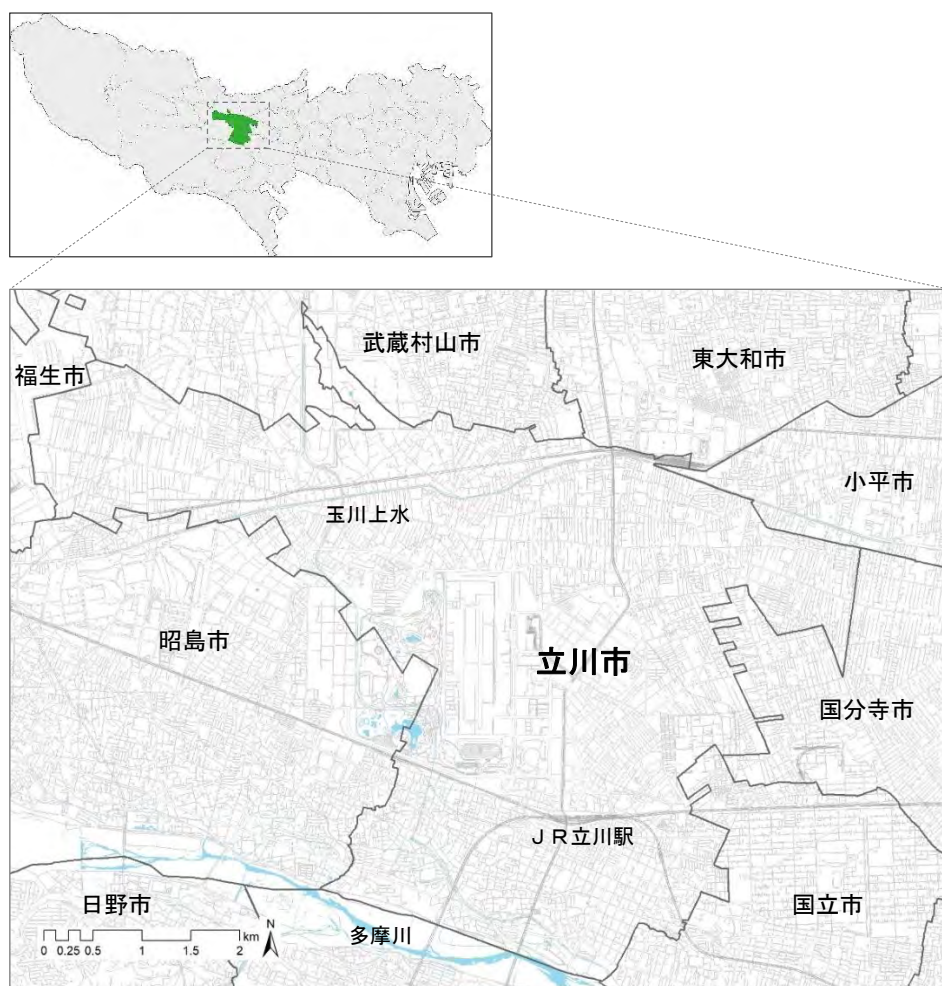 武蔵村山市
東大和市
福生市
小平市
玉川上水
昭島市
立川市
国分寺市
ＪＲ立川駅
日野市
国立市
多摩川
N
km
0 0.25 0.5 1 1.5 2